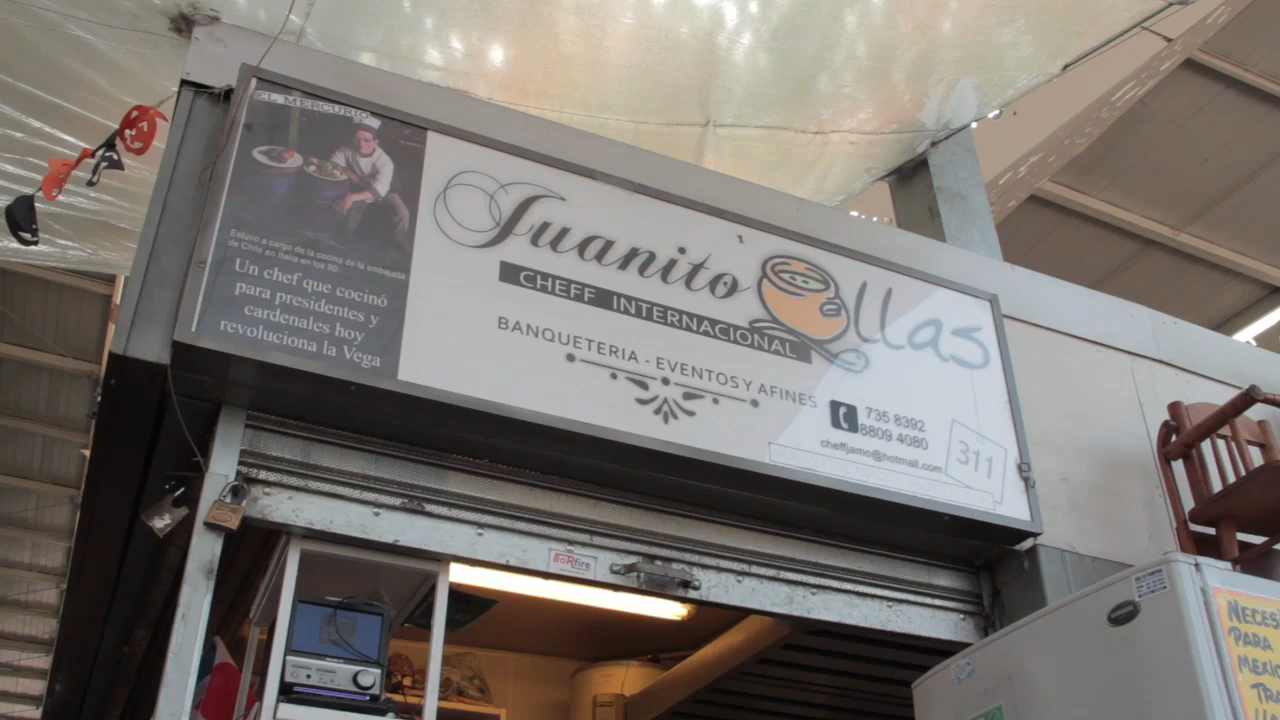 EL MERCURIO
Estuvo a cargo de la cocina de la embajada
de Chile en Italia en los 90.
Un chef que cocinó
para presidentes y
cardenales hoy
revoluciona la Vega
Juanito Ollas
CHEFF INTERNACIONAL
BANQUETERIA - EVENTOS Y AFINES
735 8392
8809 4080
cheffjamo@hotmail.com
311
BoRfire
NECES
PARA
MEXIC
TRA